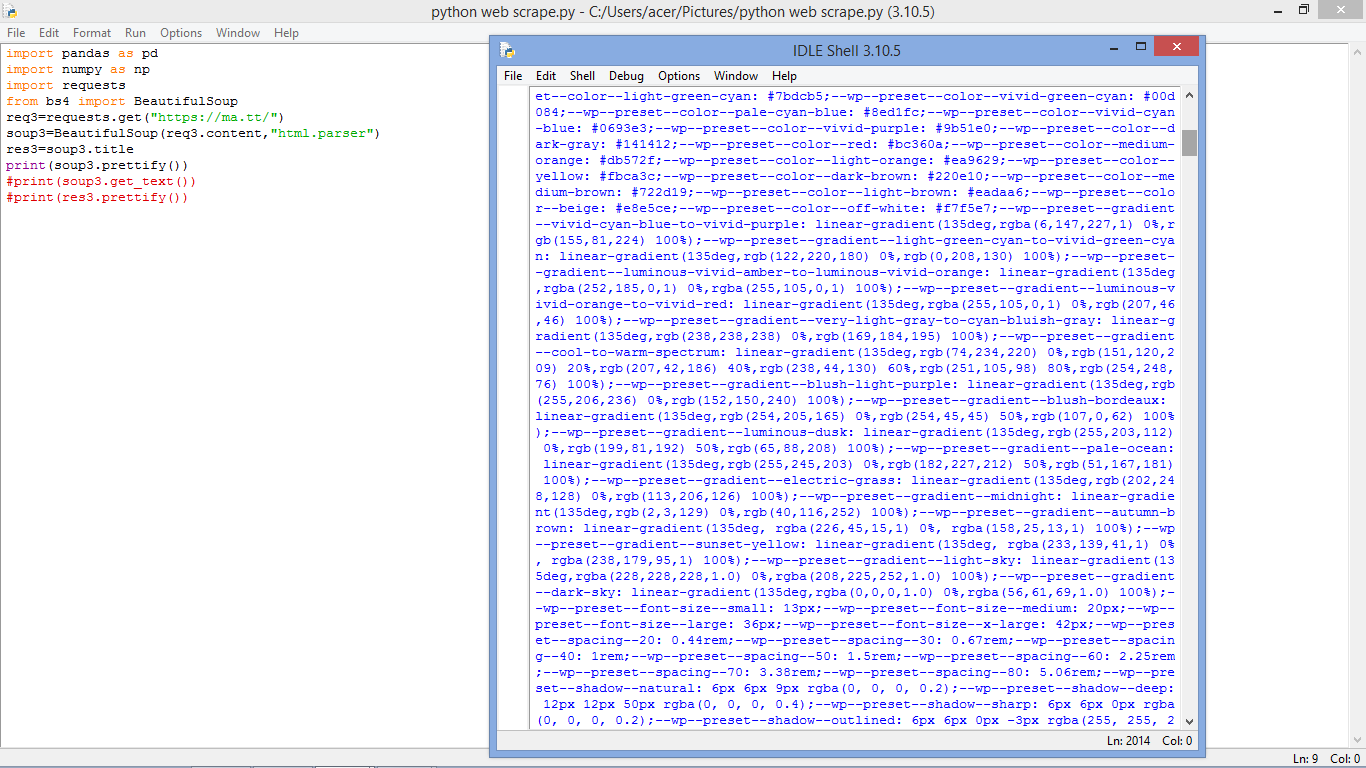 python web scrape.py - C:/Users/acer/Pictures/python web scrape.py (3.10.5)
File Edit Format Run Options Window Help
import pandas as pd
import numpy as np
import requests
from bs4 import BeautifulSoup
req3=requests.get("https://ma.tt/")
soup3=BeautifulSoup(req3.content,"html.parser")
res3=soup3.title
print(soup3.prettify())
#print(soup3.get_text())
#print(res3.prettify())
IDLE Shell 3.10.5
File Edit Shell Debug Options Window Help
et--color--light-green-cyan: #7bdcb5;--wp--preset--color--vivid-green-cyan: #00d
084;--wp--preset--color--pale-cyan-blue: #8ed1fc;--wp--preset--color--vivid-cyan
-blue: #0693e3;--wp--preset--color--vivid-purple: #9b51e0;--wp--preset--color--d
ark-gray: #141412;--wp--preset--color--red: #bc360a;--wp--preset--color--medium-
orange: #db572f;--wp--preset--color--light-orange: #ea9629;--wp--preset--color--
yellow: #fbca3c;--wp--preset--color--dark-brown: #220e10;--wp--preset--color--me
dium-brown: #722d19;--wp--preset--color--light-brown: #eadaa6;--wp--preset--colo
r--beige: #e8e5ce;--wp--preset--color--off-white: #f7f5e7;--wp--preset--gradient
--vivid-cyan-blue-to-vivid-purple: linear-gradient(135deg,rgba(6,147,227,1) 0%,r
gb(155,81,224) 100%);--wp--preset--gradient--light-green-cyan-to-vivid-green-cya
n: linear-gradient(135deg,rgb(122,220,180) 0%,rgb(0,208,130) 100%);--wp--preset-
-gradient--luminous-vivid-amber-to-luminous-vivid-orange: linear-gradient(135deg
,rgba(252,185,0,1) 0%,rgba(255,105,0,1) 100%);--wp--preset--gradient--luminous-v
ivid-orange-to-vivid-red: linear-gradient(135deg,rgba(255,105,0,1) 0%,rgb(207,46
,46) 100%);--wp--preset--gradient--very-light-gray-to-cyan-bluish-gray: linear-g
radient(135deg,rgb(238,238,238) 0%,rgb(169,184,195) 100%);--wp--preset--gradient
--cool-to-warm-spectrum: linear-gradient(135deg,rgb(74,234,220) 0%,rgb(151,120,2
09) 20%,rgb(207,42,186) 40%,rgb(238,44,130) 60%,rgb(251,105,98) 80%,rgb(254,248,
76) 100%);--wp--preset--gradient--blush-light-purple: linear-gradient(135deg,rgb
(255,206,236) 0%,rgb(152,150,240) 100%);--wp--preset--gradient--blush-bordeaux: 
linear-gradient(135deg,rgb(254,205,165) 0%,rgb(254,45,45) 50%,rgb(107,0,62) 100%
);--wp--preset--gradient--luminous-dusk: linear-gradient(135deg,rgb(255,203,112)
 0%,rgb(199,81,192) 50%,rgb(65,88,208) 100%);--wp--preset--gradient--pale-ocean:
 linear-gradient(135deg,rgb(255,245,203) 0%,rgb(182,227,212) 50%,rgb(51,167,181)
 100%);--wp--preset--gradient--electric-grass: linear-gradient(135deg,rgb(202,24
8,128) 0%,rgb(113,206,126) 100%);--wp--preset--gradient--midnight: linear-gradie
nt(135deg,rgb(2,3,129) 0%,rgb(40,116,252) 100%);--wp--preset--gradient--autumn-b
rown: linear-gradient(135deg, rgba(226,45,15,1) 0%, rgba(158,25,13,1) 100%);--wp
--preset--gradient--sunset-yellow: linear-gradient(135deg, rgba(233,139,41,1) 0%
, rgba(238,179,95,1) 100%);--wp--preset--gradient--light-sky: linear-gradient(13
5deg,rgba(228,228,228,1.0) 0%,rgba(208,225,252,1.0) 100%);--wp--preset--gradient
--dark-sky: linear-gradient(135deg,rgba(0,0,0,1.0) 0%,rgba(56,61,69,1.0) 100%);-
-wp--preset--font-size--small: 13px;--wp--preset--font-size--medium: 20px;--wp--
preset--font-size--large: 36px;--wp--preset--font-size--x-large: 42px;--wp--pres
et--spacing--20: 0.44rem;--wp--preset--spacing--30: 0.67rem;--wp--preset--spacin
g--40: 1rem;--wp--preset--spacing--50: 1.5rem;--wp--preset--spacing--60: 2.25rem
;--wp--preset--spacing--70: 3.38rem;--wp--preset--spacing--80: 5.06rem;--wp--pre
set--shadow--natural: 6px 6px 9px rgba(0, 0, 0, 0.2);--wp--preset--shadow--deep:
 12px 12px 50px rgba(0, 0, 0, 0.4);--wp--preset--shadow--sharp: 6px 6px 0px rgba
(0, 0, 0, 0.2);--wp--preset--shadow--outlined: 6px 6px 0px -3px rgba(255, 255, 2
Ln: 2014 Col: 0
Ln: 9 Col: 0